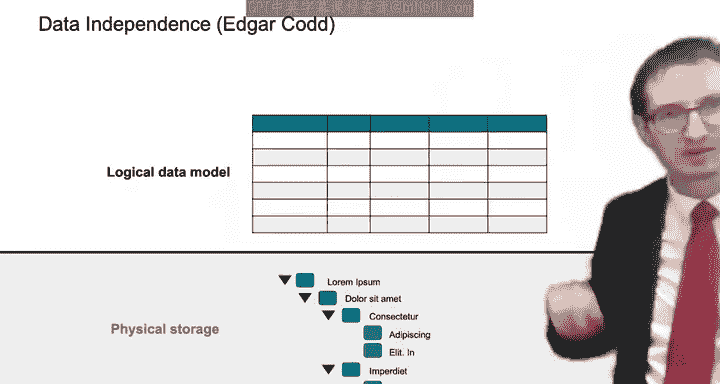 Data Independence (Edgar Codd)
Logical data model
Lorem Ipsum
Dolor sit amet
Consectetur
Physical storage
Adipiscing
Elit. In
Imperdiet